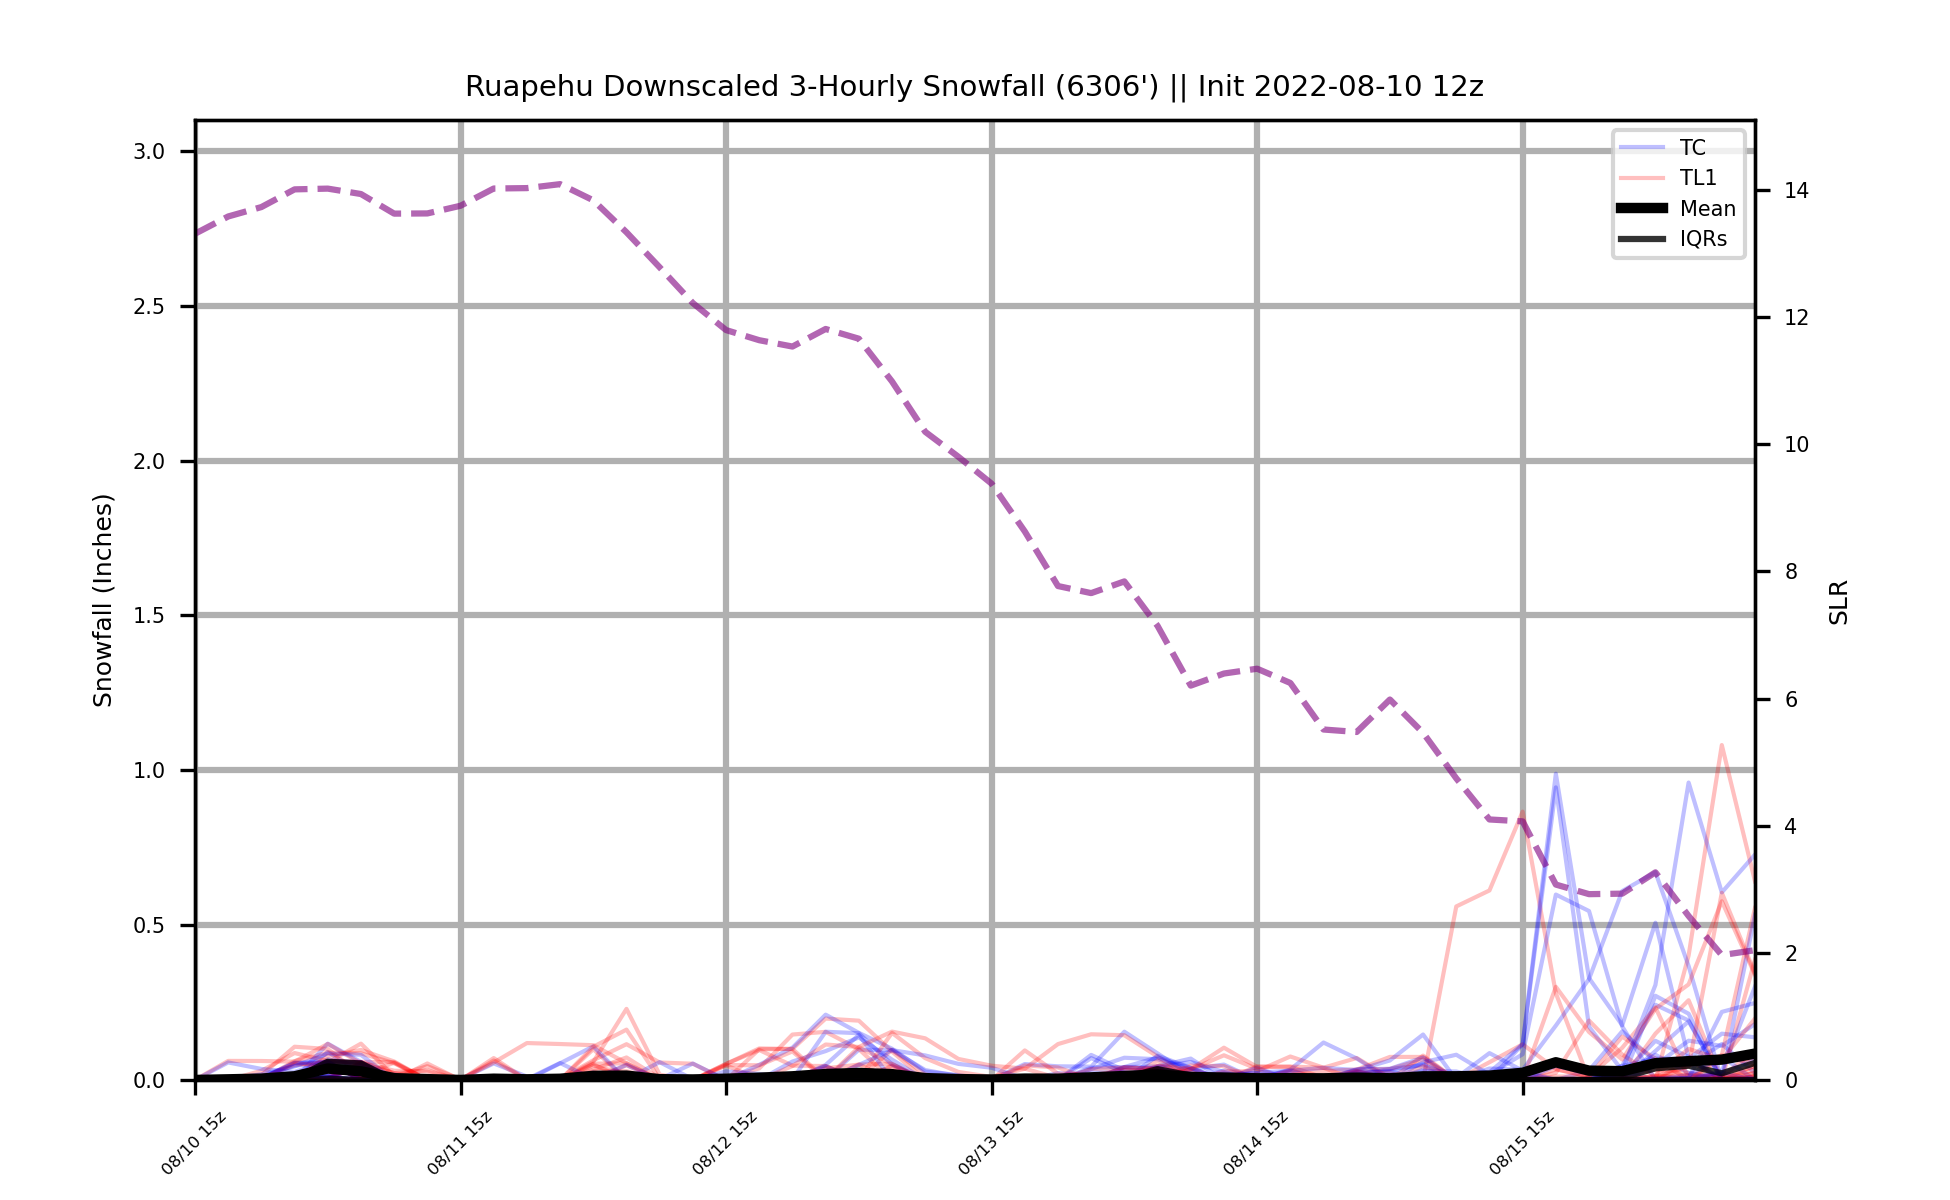 Ruapehu Downscaled 3-Hourly Snowfall (6306') || Init 2022-08-10 12z
TC
TL1
Mean
IQRs
Snowfall (Inches)
3.0
2.5
2.0
1.5
1.0
0.5
0.0
14
12
10
8
6
4
2
0
SLR
08/10 15z
08/11 15z
08/12 15z
08/13 15z
08/14 15z
08/15 15z